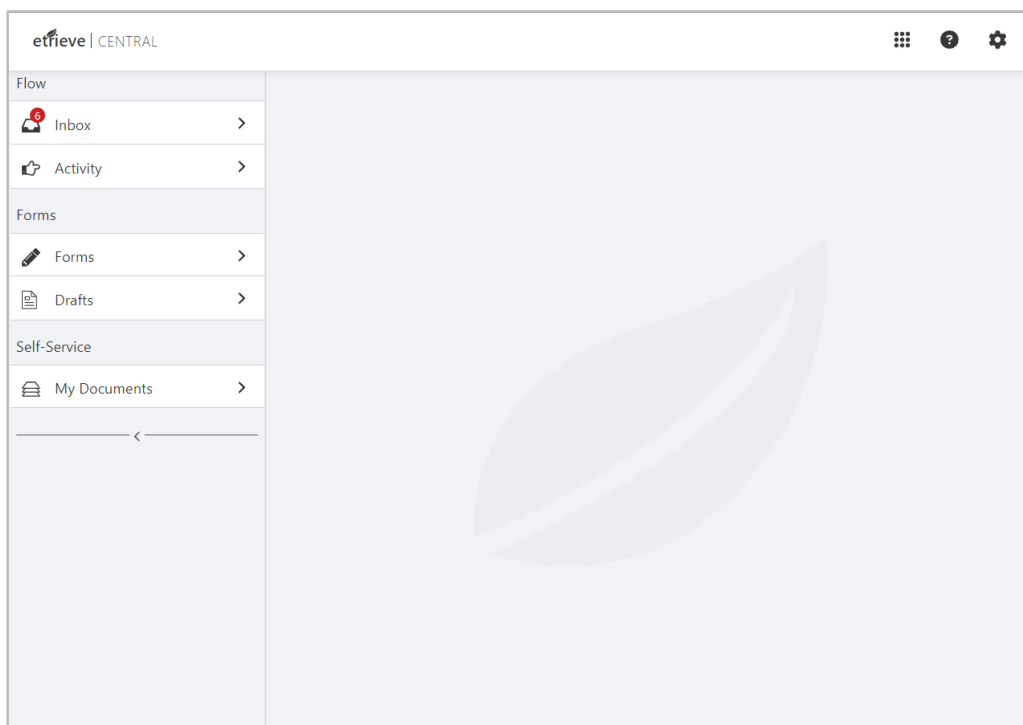 etrieve | CENTRAL
?
Flow
6
Inbox
Activity
Forms
Forms
Drafts
Self-Service
My Documents